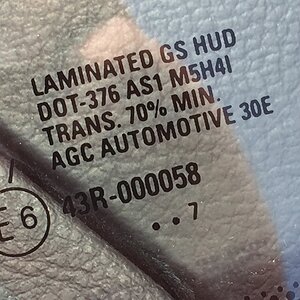 LAMINATED GS HUD
DOT-376 AS1 M5H4I
TRANS. 70% MIN.
AGC AUTOMOTIVE 30E
E6
43R-000058
..7